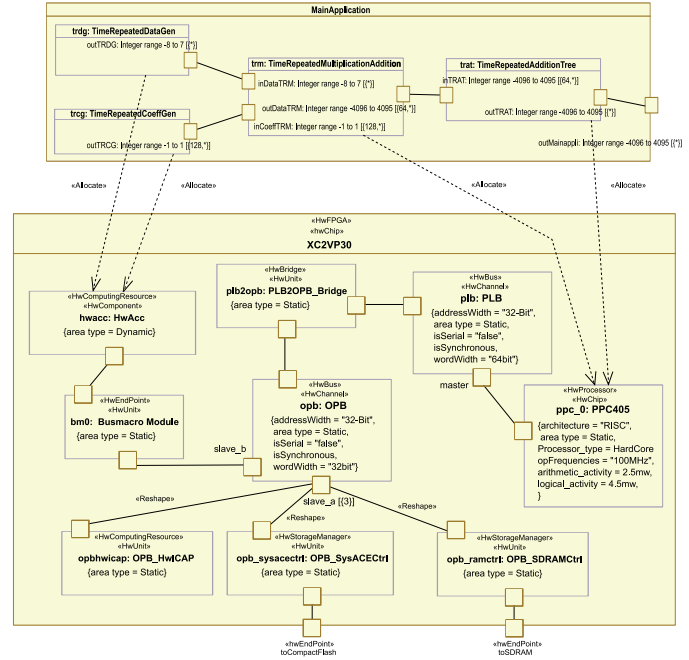 MainApplication
trdg: TimeRepeatedDataGen
outTRDG: Integer range -8 to 7 [{*}]
trm: TimeRepeatedMultiplicationAddition
inDataTRM: Integer range -8 to 7 [{*}]
outDataTRM: Integer range -4096 to 4095 [{64,*}]
inCoeffTRM: Integer range -1 to 1 [{128,*}]
trat: TimeRepeatedAdditionTree
inTRAT: Integer range -4096 to 4095 [{64,*}]
outTRAT: Integer range -4096 to 4095 [{*}]
trcg: TimeRepeatedCoeffGen
outTRCG: Integer range -1 to 1 [{128,*}]
outMainappli: Integer range -4096 to 4095 [{*}]
«Allocate»
«Allocate»
«Allocate»
«Allocate»
«HwFPGA»
«hwChip»
XC2VP30
«HwComputingResource»
«HwComponent»
hwacc: HwAcc
{area type = Dynamic}
«HwBridge»
«HwUnit»
plb2opb: PLB2OPB_Bridge
{area type = Static}
«HwBus»
«HwChannel»
plb: PLB
{addressWidth = "32-Bit",
area type = Static,
isSerial = "false",
isSynchronous,
wordWidth = "64bit"}
master
«HwEndPoint»
«HwUnit»
bm0: Busmacro Module
{area type = Static}
slave_b
«HwBus»
«HwChannel»
opb: OPB
{addressWidth = "32-Bit",
area type = Static,
isSerial = "false",
isSynchronous,
wordWidth = "32bit"}
slave_a [{3}]
«HwProcessor»
«HwChip»
ppc_0: PPC405
{architecture = "RISC",
area type = Static,
Processor_type = HardCore
opFrequencies = "100MHz",
arithmetic_activity = 2.5mw,
logical_activity = 4.5mw,
}
«Reshape»
«Reshape»
«Reshape»
«HwComputingResource»
«HwUnit»
opbhwicap: OPB_HwICAP
{area type = Static}
«HwStorageManager»
«HwUnit»
opb_sysacectrl: OPB_SysACECtrl
{area type = Static}
«HwStorageManager»
«HwUnit»
opb_ramctrl: OPB_SDRAMCtrl
{area type = Static}
«hwEndPoint»
toCompactFlash
«hwEndPoint»
toSDRAM